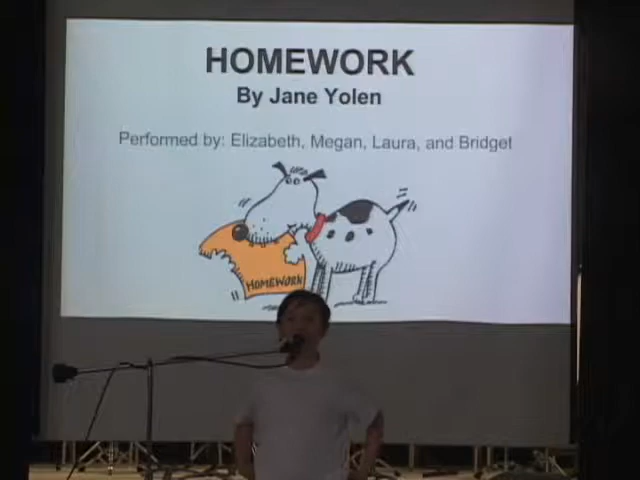 HOMEWORK
By Jane Yolen
Performed by: Elizabeth, Megan, Laura, and Bridget
HOMEWORK